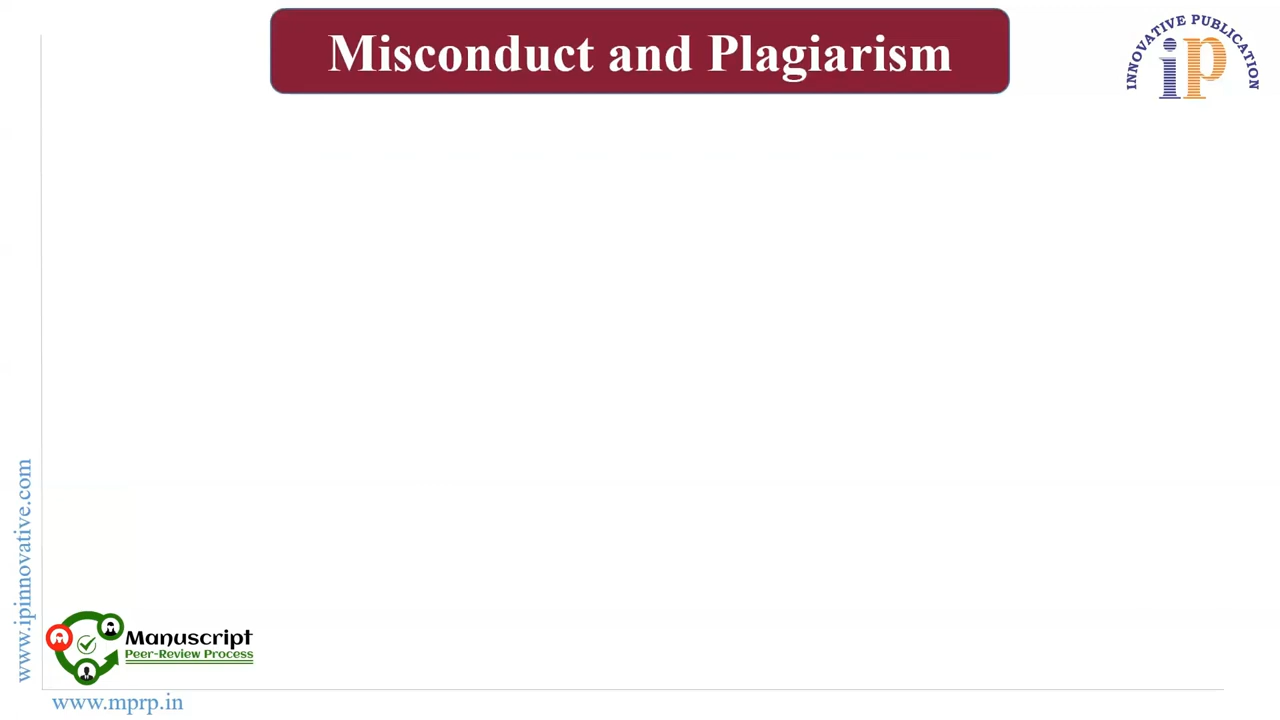 Misconduct and Plagiarism
INNOVATIVE PUBLICATION
ip
www.ipinnovative.com
Manuscript
Peer-Review Process
www.mprp.in